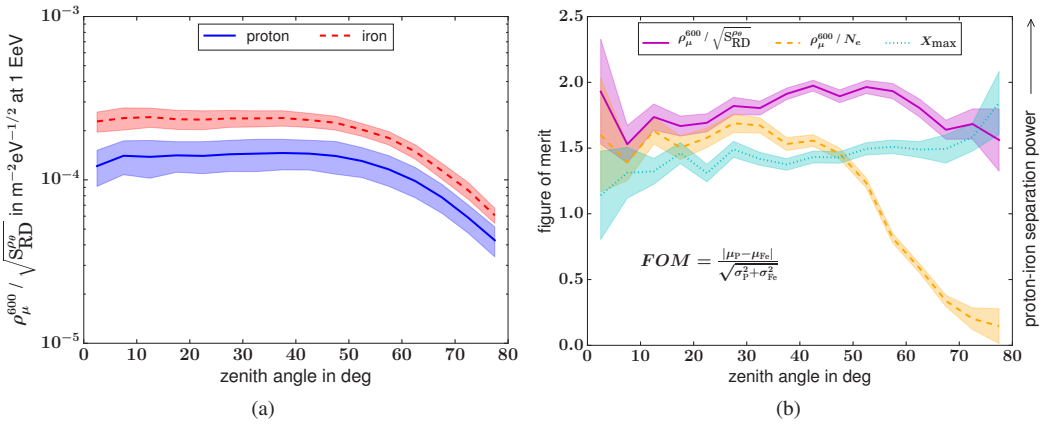 10⁻³
10⁻⁴
10⁻⁵
ρ_μ^600 / √S_RD^ρθ in m⁻²eV⁻¹ᐟ² at 1 EeV
proton
iron
0 10 20 30 40 50 60 70 80
zenith angle in deg
(a)
2.5
2.0
1.5
1.0
0.5
0.0
figure of merit
ρ_μ^600 / √S_RD^ρθ
ρ_μ^600 / N_e
X_max
FOM = |μ_P−μ_Fe| / √σ_P^2+σ_Fe^2
0 10 20 30 40 50 60 70 80
zenith angle in deg
proton-iron separation power
(b)